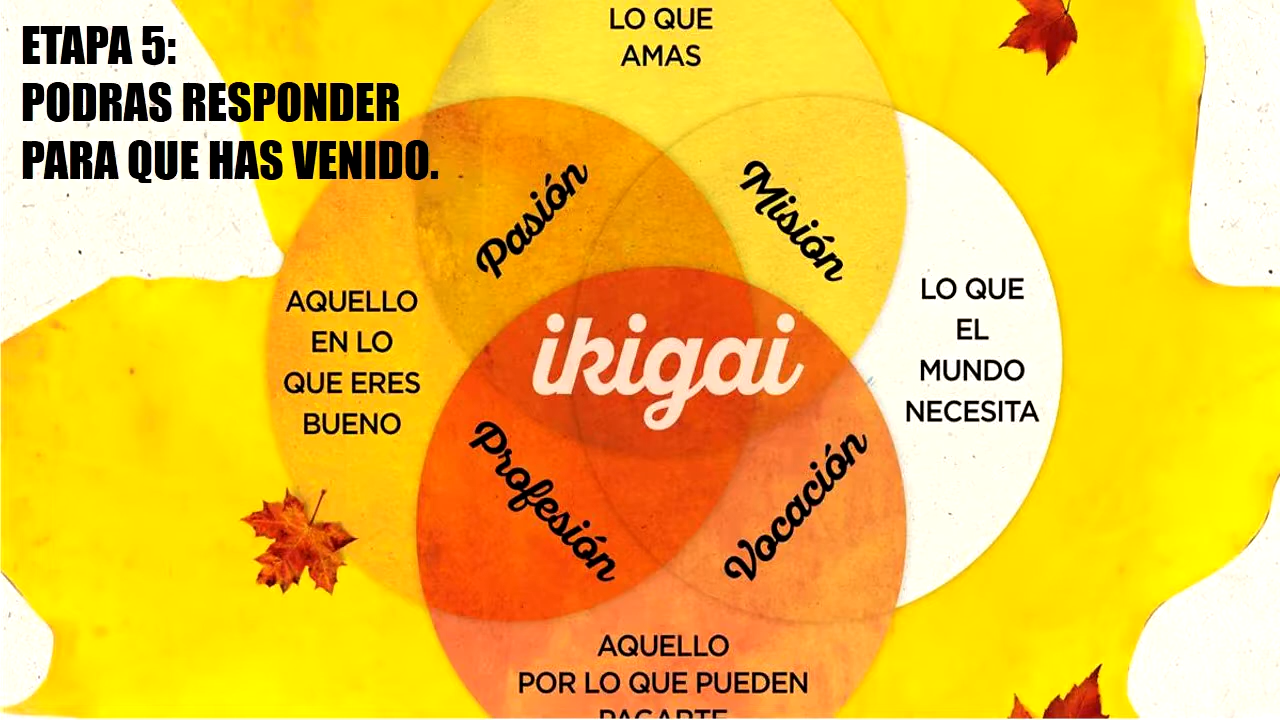 ETAPA 5:
PODRAS RESPONDER
PARA QUE HAS VENIDO.
LO QUE
AMAS
Pasión
Misión
AQUELLO
EN LO
QUE ERES
BUENO
ikigai
LO QUE
EL
MUNDO
NECESITA
Profesión
Vocación
AQUELLO
POR LO QUE PUEDEN
PAGARTE